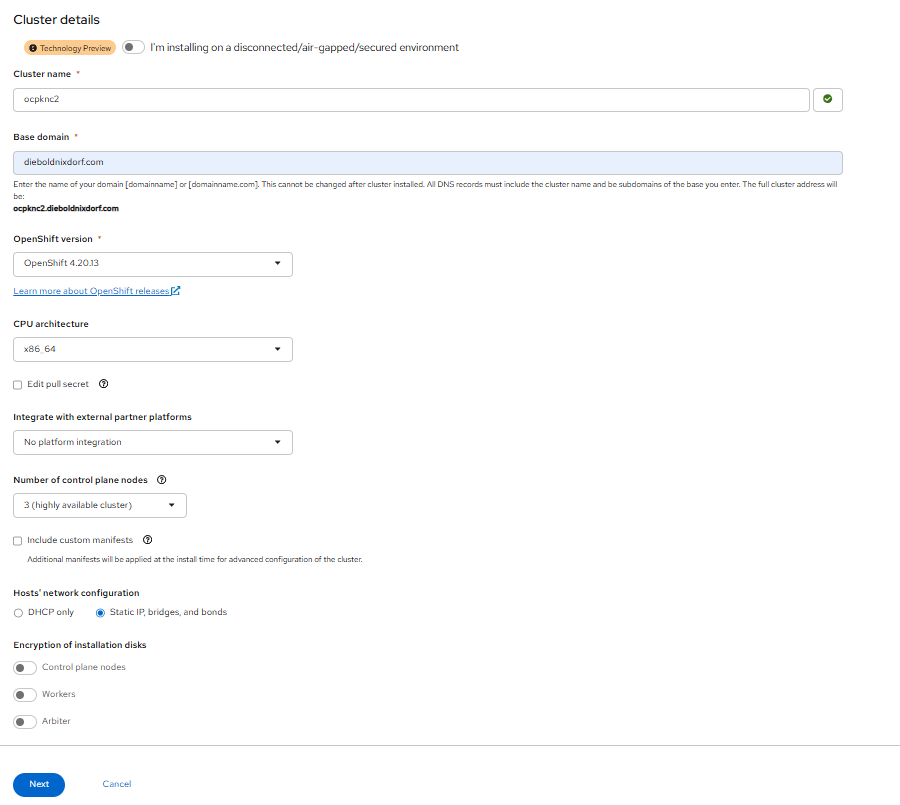 Cluster details
Technology Preview I'm installing on a disconnected/air-gapped/secured environment
Cluster name *
ocpknc2
Base domain *
dieboldnixdorf.com
Enter the name of your domain [domainname] or [domainname.com]. This cannot be changed after cluster installed. All DNS records must include the cluster name and be subdomains of the base you enter. The full cluster address will
be:
ocpknc2.dieboldnixdorf.com
OpenShift version *
OpenShift 4.20.13
Learn more about OpenShift releases
CPU architecture
x86_64
Edit pull secret
Integrate with external partner platforms
No platform integration
Number of control plane nodes
3 (highly available cluster)
Include custom manifests
Additional manifests will be applied at the install time for advanced configuration of the cluster.
Hosts' network configuration
DHCP only Static IP, bridges, and bonds
Encryption of installation disks
Control plane nodes
Workers
Arbiter
Next Cancel